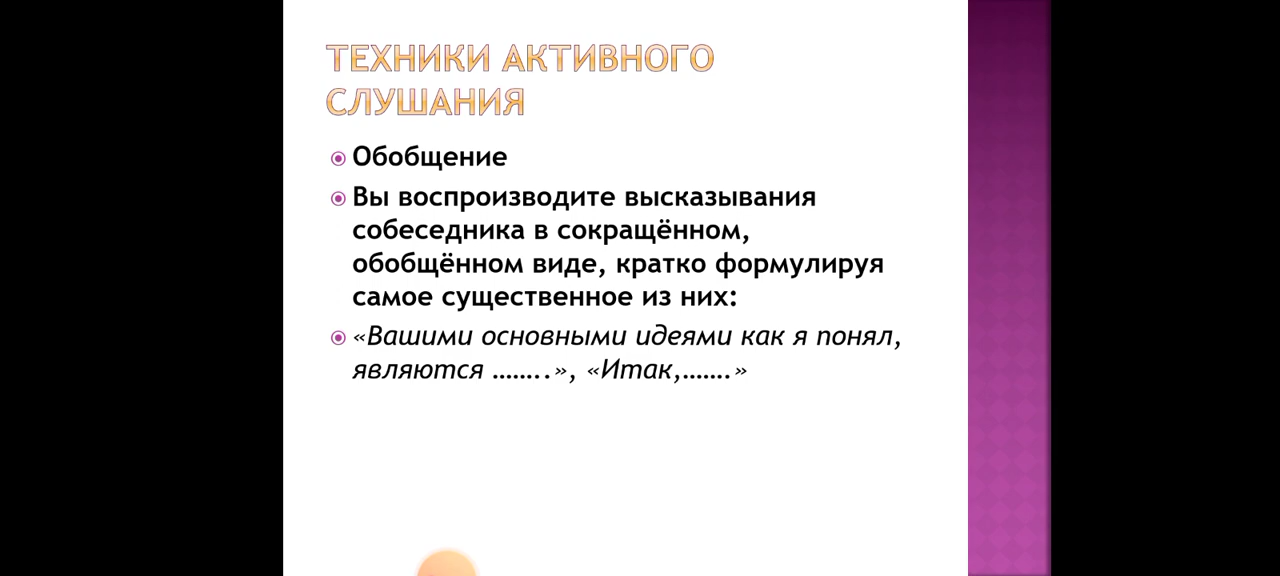 ТЕХНИКИ АКТИВНОГО
СЛУШАНИЯ
Обобщение
Вы воспроизводите высказывания
собеседника в сокращённом,
обобщённом виде, кратко формулируя
самое существенное из них:
«Вашими основными идеями как я понял,
являются ……..», «Итак,…….»